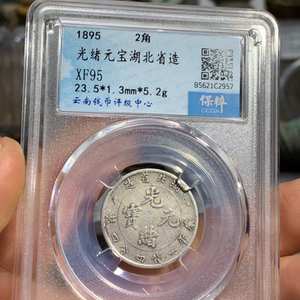 1895 2角
光绪元宝湖北省造
XF95
23.5*1.3mm*5.2g
云南钱币评级中心
B5621C2957
保粹
光
緒
元
寶